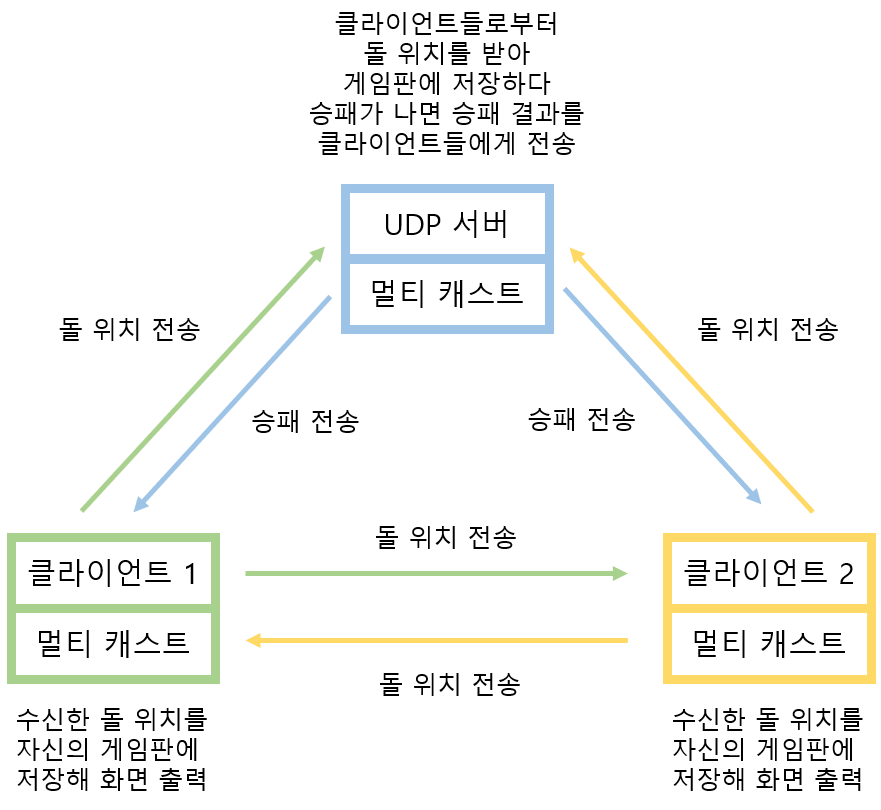 클라이언트들로부터
돌 위치를 받아
게임판에 저장하다
승패가 나면 승패 결과를
클라이언트들에게 전송
UDP 서버
멀티 캐스트
돌 위치 전송
돌 위치 전송
승패 전송
승패 전송
돌 위치 전송
클라이언트 1
클라이언트 2
멀티 캐스트
멀티 캐스트
돌 위치 전송
수신한 돌 위치를
자신의 게임판에
저장해 화면 출력
수신한 돌 위치를
자신의 게임판에
저장해 화면 출력